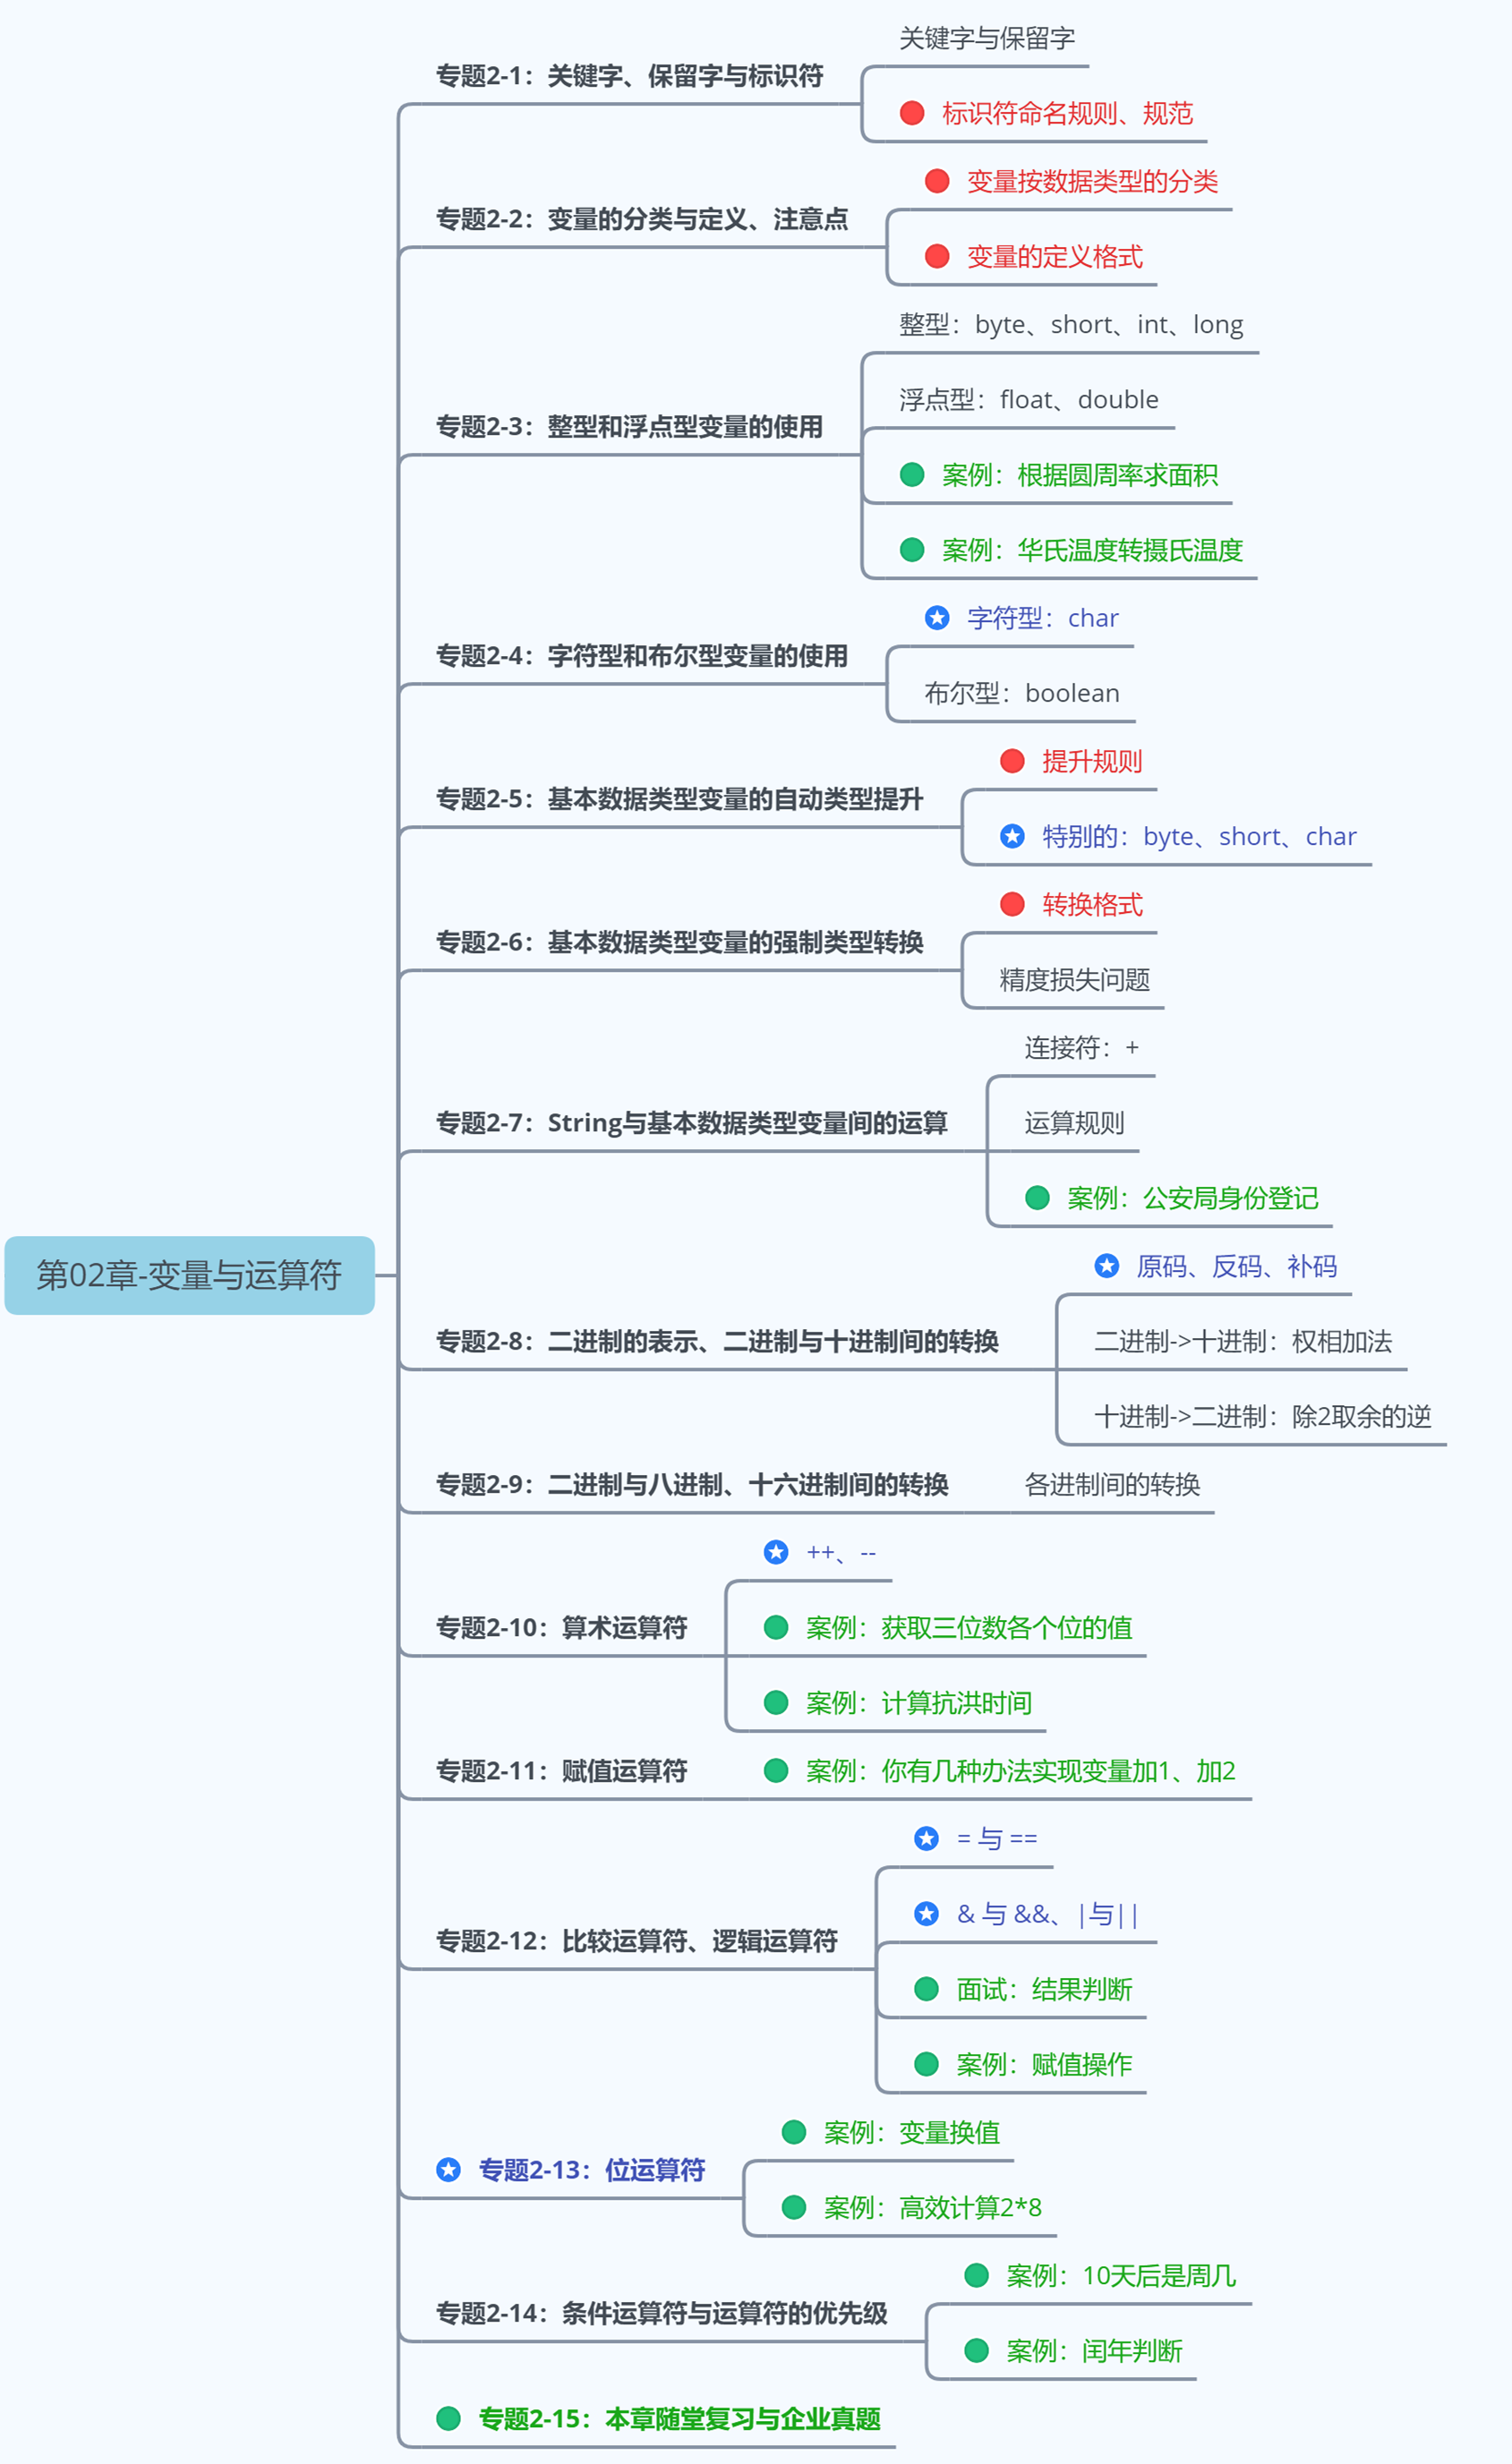 第02章-变量与运算符
专题2-1：关键字、保留字与标识符
关键字与保留字
标识符命名规则、规范
专题2-2：变量的分类与定义、注意点
变量按数据类型的分类
变量的定义格式
专题2-3：整型和浮点型变量的使用
整型：byte、short、int、long
浮点型：float、double
案例：根据圆周率求面积
案例：华氏温度转摄氏温度
专题2-4：字符型和布尔型变量的使用
字符型：char
布尔型：boolean
专题2-5：基本数据类型变量的自动类型提升
提升规则
特别的：byte、short、char
专题2-6：基本数据类型变量的强制类型转换
转换格式
精度损失问题
专题2-7：String与基本数据类型变量间的运算
连接符：+
运算规则
案例：公安局身份登记
专题2-8：二进制的表示、二进制与十进制间的转换
原码、反码、补码
二进制->十进制：权相加法
十进制->二进制：除2取余的逆
专题2-9：二进制与八进制、十六进制间的转换
各进制间的转换
专题2-10：算术运算符
++、--
案例：获取三位数各个位的值
案例：计算抗洪时间
专题2-11：赋值运算符
案例：你有几种办法实现变量加1、加2
专题2-12：比较运算符、逻辑运算符
= 与 ==
& 与 &&、|与||
面试：结果判断
案例：赋值操作
专题2-13：位运算符
案例：变量换值
案例：高效计算2*8
专题2-14：条件运算符与运算符的优先级
案例：10天后是周几
案例：闰年判断
专题2-15：本章随堂复习与企业真题